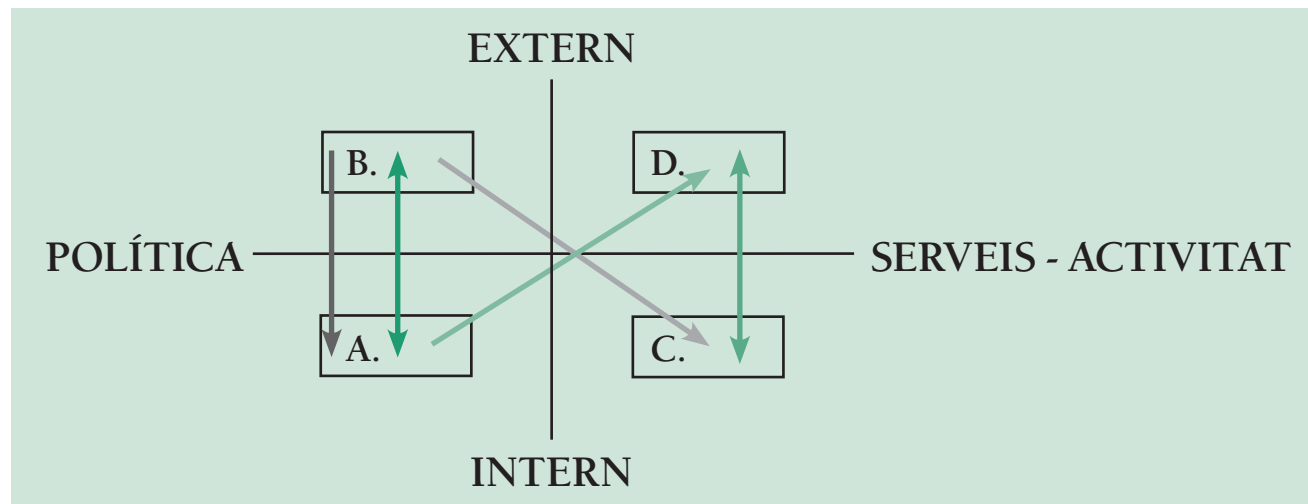 EXTERN
B. D.
POLÍTICA SERVEIS - ACTIVITAT
A. C.
INTERN